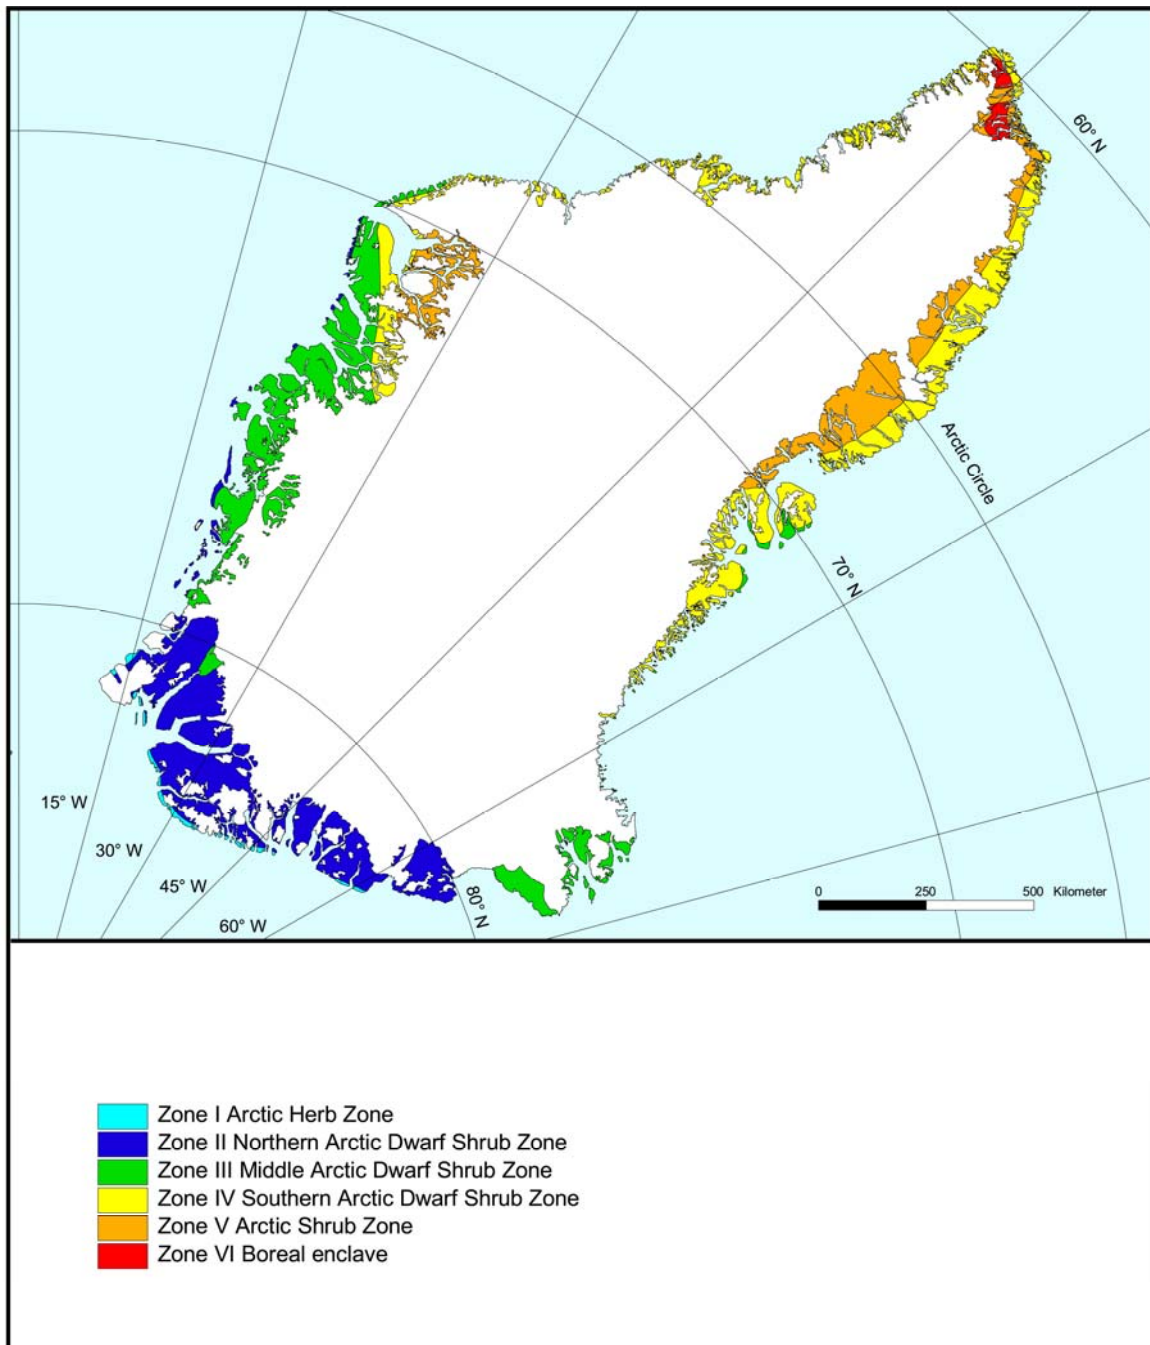 60° N
Arctic Circle
70° N
15° W
30° W
45° W
60° W
80° N
0 250 500 Kilometer
Zone I Arctic Herb Zone
Zone II Northern Arctic Dwarf Shrub Zone
Zone III Middle Arctic Dwarf Shrub Zone
Zone IV Southern Arctic Dwarf Shrub Zone
Zone V Arctic Shrub Zone
Zone VI Boreal enclave